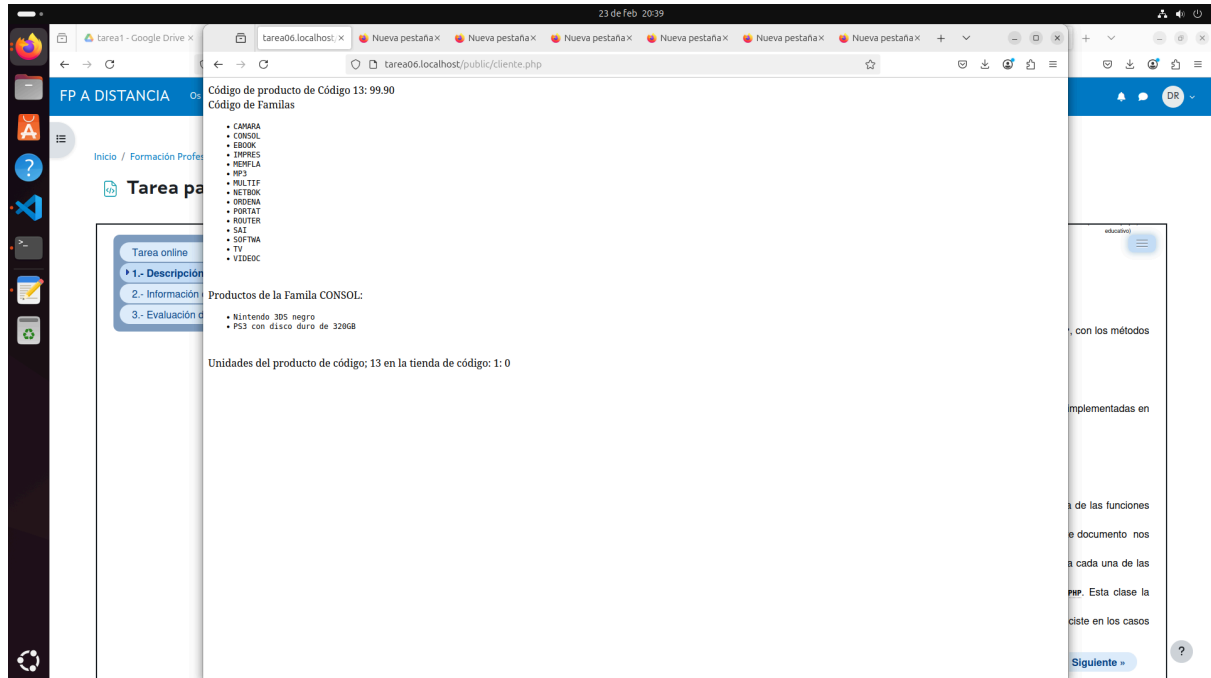 23 de feb 20:39
tarea1 - Google Drive
tarea06.localhost
Nueva pestaña
Nueva pestaña
Nueva pestaña
Nueva pestaña
Nueva pestaña
Nueva pestaña
tarea06.localhost/public/cliente.php
FP A DISTANCIA
Os
DR
Inicio / Formación Profes
Tarea pa
educativo)
Tarea online
1.- Descripción
2.- Información
3.- Evaluación d
Código de producto de Código 13: 99.90
Código de Familas
• CAMARA
• CONSOL
• EBOOK
• IMPRES
• MEMFLA
• MP3
• MULTIF
• NETBOK
• ORDENA
• PORTAT
• ROUTER
• SAI
• SOFTWA
• TV
• VIDEOC
Productos de la Famila CONSOL:
• Nintendo 3DS negro
• PS3 con disco duro de 320GB
Unidades del producto de código; 13 en la tienda de código: 1: 0
, con los métodos
implementadas en
a de las funciones
e documento nos
a cada una de las
PHP. Esta clase la
ciste en los casos
Siguiente »
?